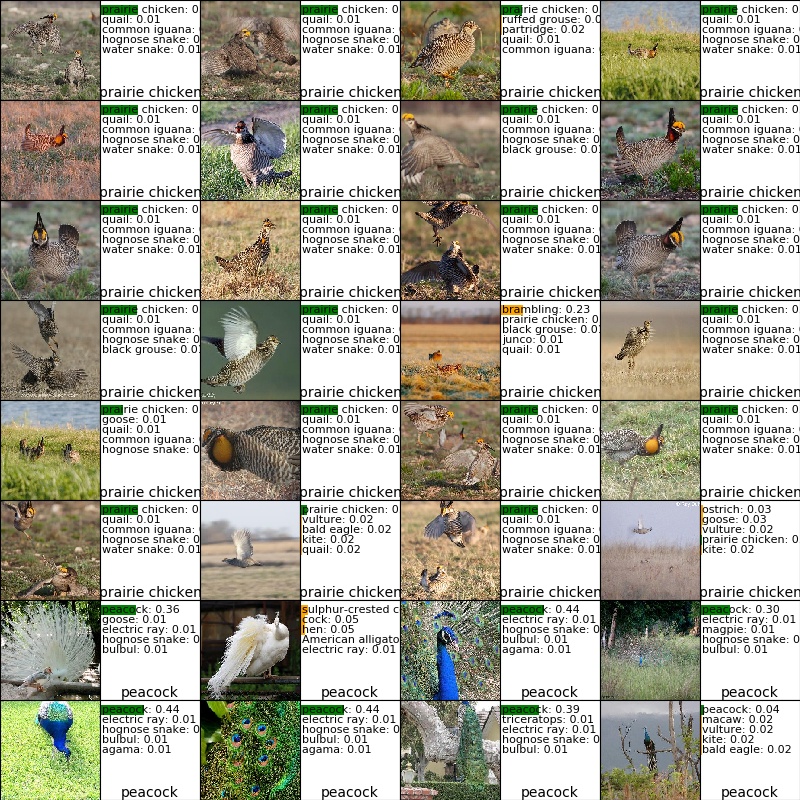 prairie chicken: 0
quail: 0.01
common iguana:
hognose snake: 0
water snake: 0.01
prairie chicken
prairie chicken: 0
quail: 0.01
common iguana:
hognose snake: 0
water snake: 0.01
prairie chicken
prairie chicken: 0
ruffed grouse: 0.0
partridge: 0.02
quail: 0.01
common iguana:
prairie chicken
prairie chicken: 0
quail: 0.01
common iguana:
hognose snake: 0
water snake: 0.01
prairie chicken
prairie chicken: 0
quail: 0.01
common iguana:
hognose snake: 0
water snake: 0.01
prairie chicken
prairie chicken: 0
quail: 0.01
common iguana:
hognose snake: 0
water snake: 0.01
prairie chicken
prairie chicken: 0
quail: 0.01
common iguana:
hognose snake: 0
black grouse: 0.01
prairie chicken
prairie chicken: 0
quail: 0.01
common iguana:
hognose snake: 0
water snake: 0.01
prairie chicken
prairie chicken: 0
quail: 0.01
common iguana:
hognose snake: 0
water snake: 0.01
prairie chicken
prairie chicken: 0
quail: 0.01
common iguana:
hognose snake: 0
water snake: 0.01
prairie chicken
prairie chicken: 0
quail: 0.01
common iguana:
hognose snake: 0
water snake: 0.01
prairie chicken
prairie chicken: 0
quail: 0.01
common iguana:
hognose snake: 0
water snake: 0.01
prairie chicken
prairie chicken: 0
quail: 0.01
common iguana:
hognose snake: 0
black grouse: 0.01
prairie chicken
prairie chicken: 0
quail: 0.01
common iguana:
hognose snake: 0
water snake: 0.01
prairie chicken
brambling: 0.23
prairie chicken: 0
black grouse: 0.01
junco: 0.01
quail: 0.01
prairie chicken
prairie chicken: 0
quail: 0.01
common iguana:
hognose snake: 0
water snake: 0.01
prairie chicken
prairie chicken: 0
goose: 0.01
quail: 0.01
common iguana:
hognose snake: 0
prairie chicken
prairie chicken: 0
quail: 0.01
common iguana:
hognose snake: 0
water snake: 0.01
prairie chicken
prairie chicken: 0
quail: 0.01
common iguana:
hognose snake: 0
water snake: 0.01
prairie chicken
prairie chicken: 0
quail: 0.01
common iguana:
hognose snake: 0
water snake: 0.01
prairie chicken
prairie chicken: 0
quail: 0.01
common iguana:
hognose snake: 0
water snake: 0.01
prairie chicken
prairie chicken: 0
vulture: 0.02
bald eagle: 0.02
kite: 0.02
quail: 0.02
prairie chicken
prairie chicken: 0
quail: 0.01
common iguana:
hognose snake: 0
water snake: 0.01
prairie chicken
ostrich: 0.03
goose: 0.03
vulture: 0.02
prairie chicken: 0
kite: 0.02
prairie chicken
peacock: 0.36
goose: 0.01
electric ray: 0.01
hognose snake: 0
bulbul: 0.01
peacock
sulphur-crested c
cock: 0.05
hen: 0.05
American alligato
electric ray: 0.01
peacock
peacock: 0.44
electric ray: 0.01
hognose snake: 0
bulbul: 0.01
agama: 0.01
peacock
peacock: 0.30
electric ray: 0.01
magpie: 0.01
hognose snake: 0
bulbul: 0.01
peacock
peacock: 0.44
electric ray: 0.01
hognose snake: 0
bulbul: 0.01
agama: 0.01
peacock
peacock: 0.44
electric ray: 0.01
hognose snake: 0
bulbul: 0.01
agama: 0.01
peacock
peacock: 0.39
triceratops: 0.01
electric ray: 0.01
hognose snake: 0
bulbul: 0.01
peacock
peacock: 0.04
macaw: 0.02
vulture: 0.02
kite: 0.02
bald eagle: 0.02
peacock